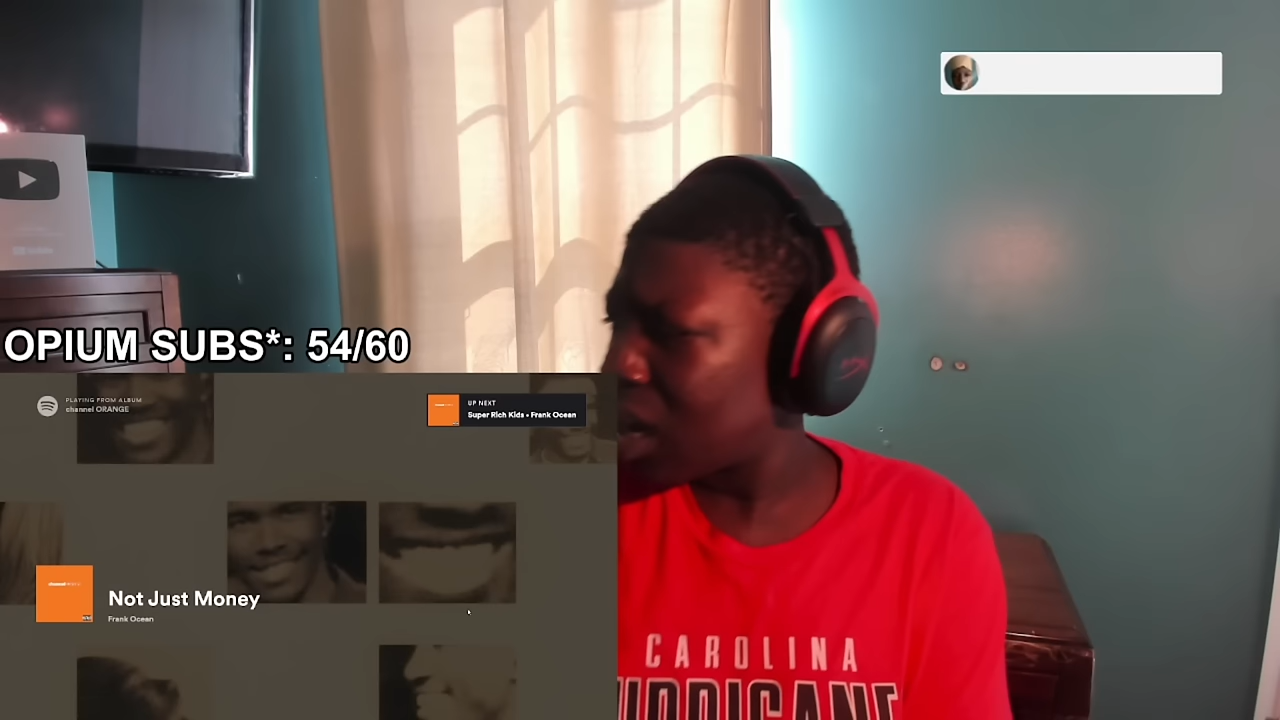 OPIUM SUBS*: 54/60
PLAYING FROM ALBUM
channel ORANGE
UP NEXT
Super Rich Kids • Frank Ocean
Not Just Money
Frank Ocean
CAROLINA
HURRICANE